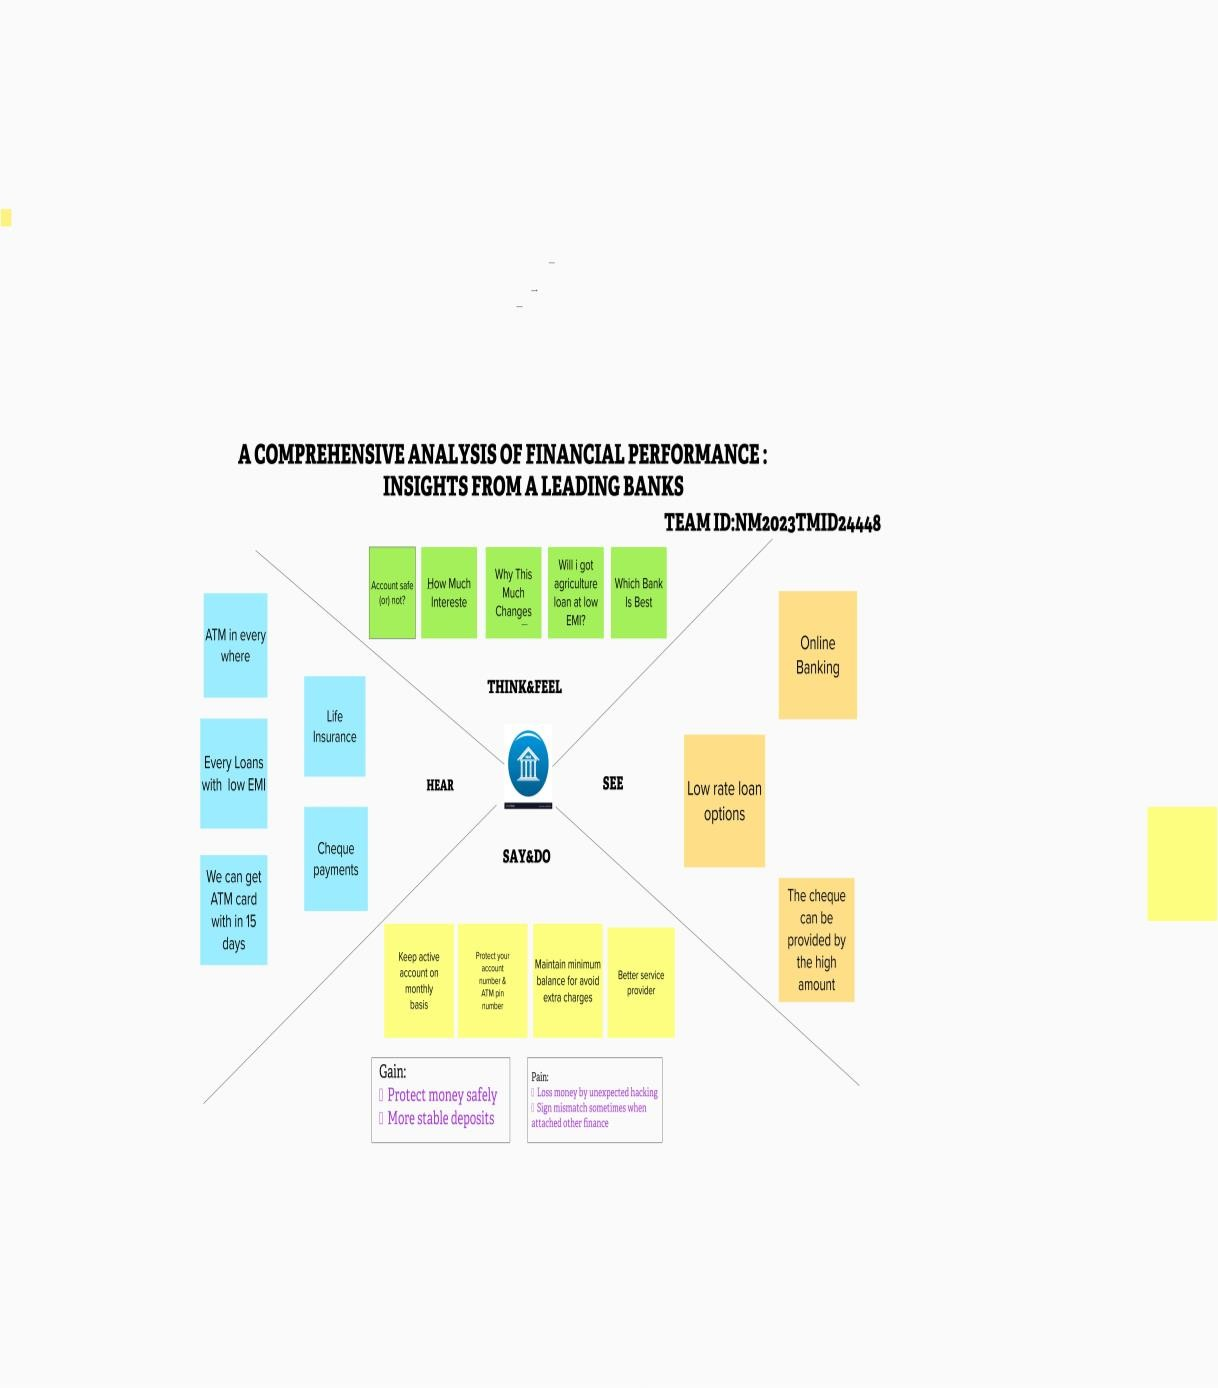 A COMPREHENSIVE ANALYSIS OF FINANCIAL PERFORMANCE :
INSIGHTS FROM A LEADING BANKS
TEAM ID:NM2023TMID24448
Account safe
(or) not?
How Much
Intereste
Why This
Much
Changes
Will i got
agriculture
loan at low
EMI?
Which Bank
Is Best
THINK&FEEL
ATM in every
where
Life
Insurance
Every Loans
with low EMI
Cheque
payments
We can get
ATM card
with in 15
days
HEAR
SEE
Online
Banking
Low rate loan
options
The cheque
can be
provided by
the high
amount
SAY&DO
Keep active
account on
monthly
basis
Protect your
account
number &
ATM pin
number
Maintain minimum
balance for avoid
extra charges
Better service
provider
Gain:
Protect money safely
More stable deposits
Pain:
Loss money by unexpected hacking
Sign mismatch sometimes when
attached other finance